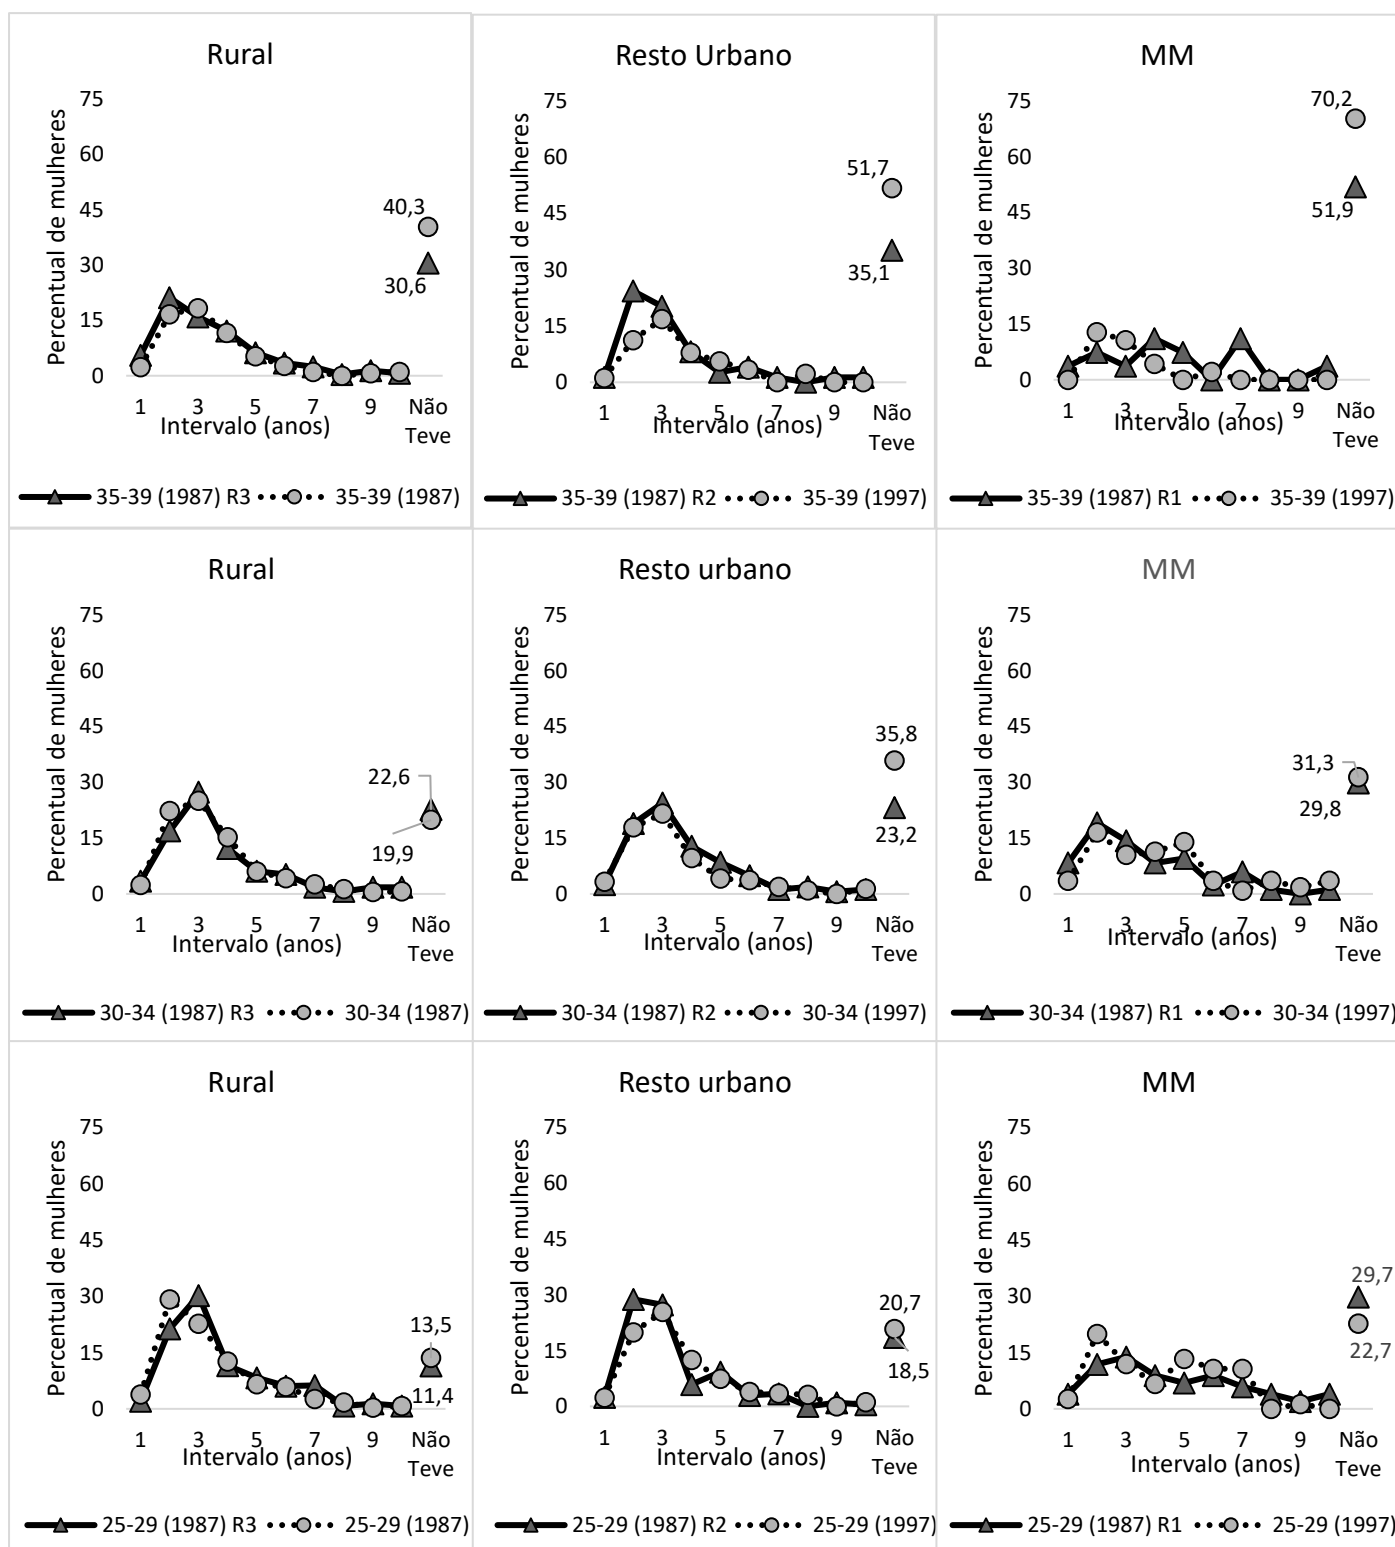 Rural
Percentual de mulheres
75
60
45
30
15
0
40,3
30,6
1 3 5 7 9 Não Teve
Intervalo (anos)
35-39 (1987) R3 35-39 (1987)
Resto Urbano
Percentual de mulheres
75
60
45
30
15
0
51,7
35,1
1 3 5 7 9 Não Teve
Intervalo (anos)
35-39 (1987) R2 35-39 (1997)
MM
Percentual de mulheres
75
60
45
30
15
0
70,2
51,9
1 3 5 7 9 Não Teve
Intervalo (anos)
35-39 (1987) R1 35-39 (1997)
Rural
Percentual de mulheres
75
60
45
30
15
0
22,6
19,9
1 3 5 7 9 Não Teve
Intervalo (anos)
30-34 (1987) R3 30-34 (1987)
Resto urbano
Percentual de mulheres
75
60
45
30
15
0
35,8
23,2
1 3 5 7 9 Não Teve
Intervalo (anos)
30-34 (1987) R2 30-34 (1997)
MM
Percentual de mulheres
75
60
45
30
15
0
31,3
29,8
1 3 5 7 9 Não Teve
Intervalo (anos)
30-34 (1987) R1 30-34 (1997)
Rural
Percentual de mulheres
75
60
45
30
15
0
13,5
11,4
1 3 5 7 9 Não Teve
Intervalo (anos)
25-29 (1987) R3 25-29 (1987)
Resto urbano
Percentual de mulheres
75
60
45
30
15
0
20,7
18,5
1 3 5 7 9 Não Teve
Intervalo (anos)
25-29 (1987) R2 25-29 (1997)
MM
Percentual de mulheres
75
60
45
30
15
0
29,7
22,7
1 3 5 7 9 Não Teve
Intervalo (anos)
25-29 (1987) R1 25-29 (1997)